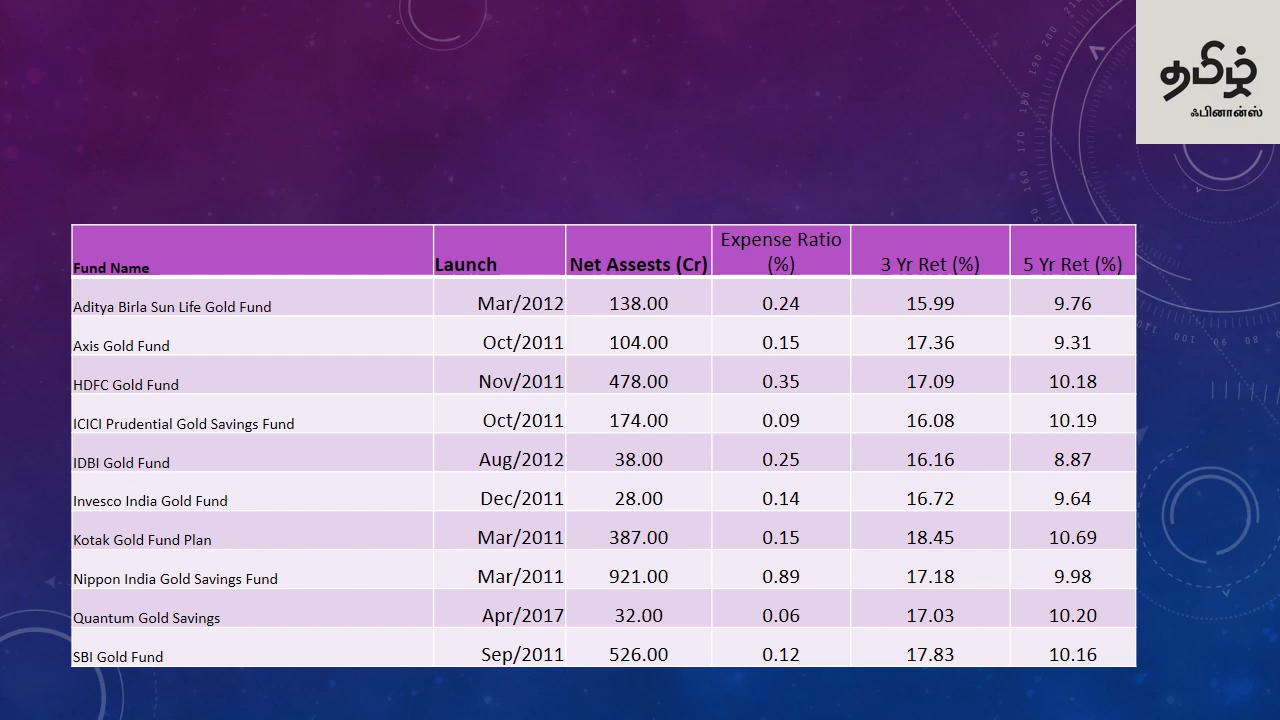 தமிழ்
ஃபினான்ஸ்
Fund Name Launch Net Assests (Cr) Expense Ratio (%) 3 Yr Ret (%) 5 Yr Ret (%)
Aditya Birla Sun Life Gold Fund Mar/2012 138.00 0.24 15.99 9.76
Axis Gold Fund Oct/2011 104.00 0.15 17.36 9.31
HDFC Gold Fund Nov/2011 478.00 0.35 17.09 10.18
ICICI Prudential Gold Savings Fund Oct/2011 174.00 0.09 16.08 10.19
IDBI Gold Fund Aug/2012 38.00 0.25 16.16 8.87
Invesco India Gold Fund Dec/2011 28.00 0.14 16.72 9.64
Kotak Gold Fund Plan Mar/2011 387.00 0.15 18.45 10.69
Nippon India Gold Savings Fund Mar/2011 921.00 0.89 17.18 9.98
Quantum Gold Savings Apr/2017 32.00 0.06 17.03 10.20
SBI Gold Fund Sep/2011 526.00 0.12 17.83 10.16